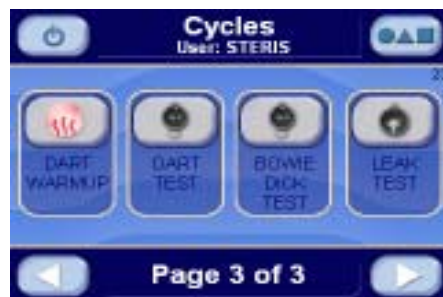 Cycles
User: STERIS
DART
WARMUP
DART
TEST
BOWIE
DICK
TEST
LEAK
TEST
Page 3 of 3